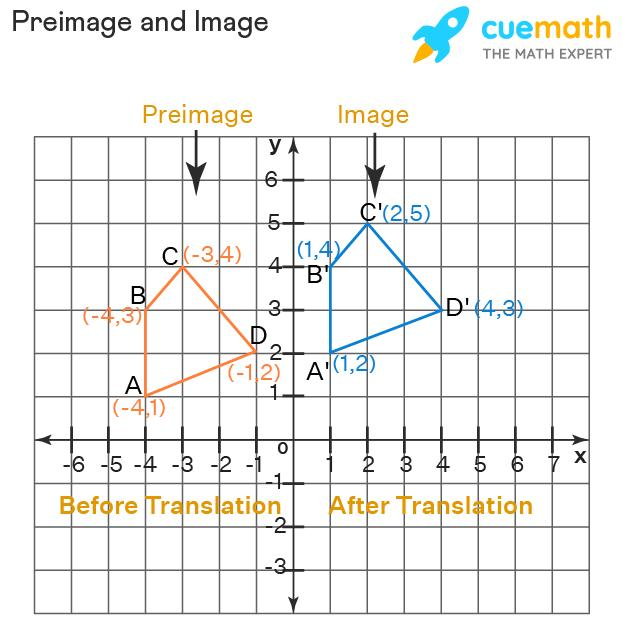 Preimage and Image
cuemath
THE MATH EXPERT
Preimage
Image
y
6
5
4
3
2
1
C'(2,5)
(1,4)
B'
D' (4,3)
A'(1,2)
C(-3,4)
B
(-4,3)
D
(-1,2)
A
(-4,1)
o
x
-6 -5 -4 -3 -2 -1 1 2 3 4 5 6 7
-1
Before Translation
After Translation
-2
-3